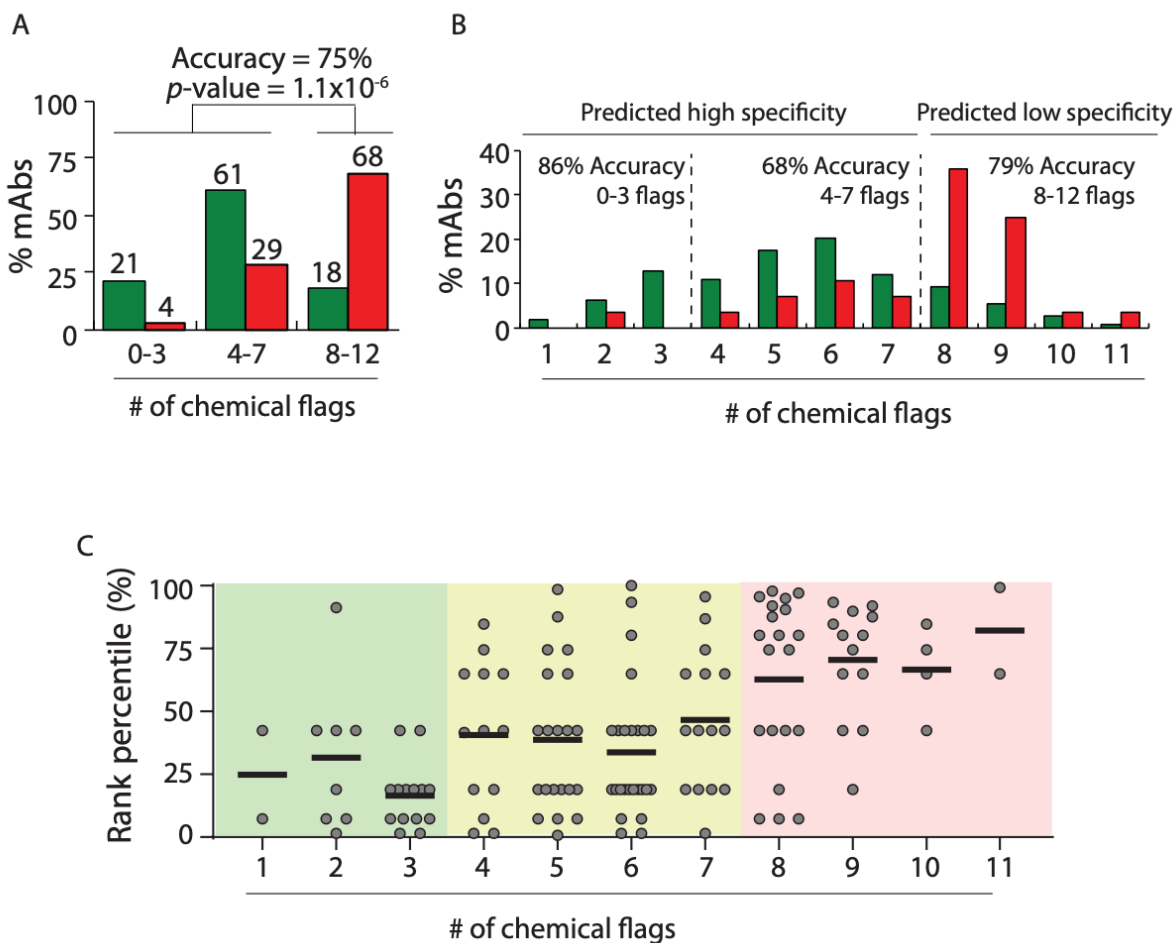 A
Accuracy = 75%
p-value = 1.1x10⁻⁶
% mAbs
100
75
50
25
0
21
4
61
29
18
68
0-3
4-7
8-12
# of chemical flags
B
Predicted high specificity
Predicted low specificity
% mAbs
40
30
20
10
0
86% Accuracy
0-3 flags
68% Accuracy
4-7 flags
79% Accuracy
8-12 flags
1 2 3 4 5 6 7 8 9 10 11
# of chemical flags
C
Rank percentile (%)
100
75
50
25
0
1 2 3 4 5 6 7 8 9 10 11
# of chemical flags